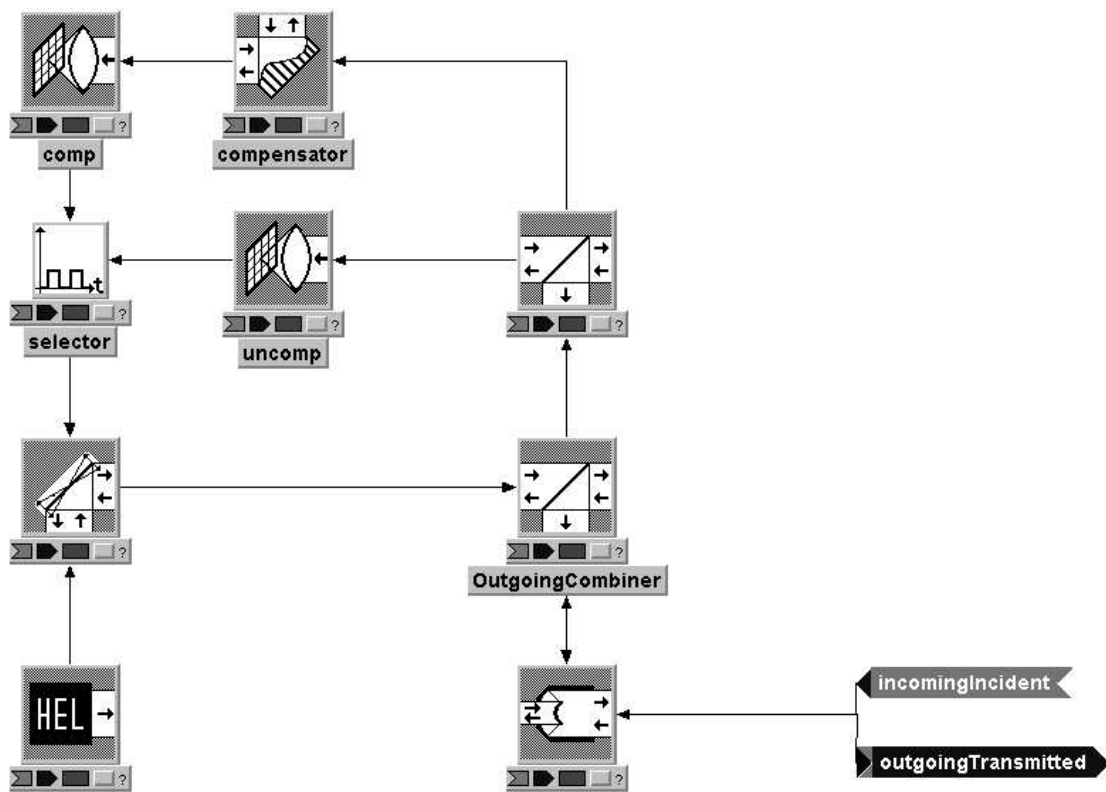 ? ?
comp
compensator
t
? ? ?
selector
uncomp
? ?
OutgoingCombiner
HEL
incomingIncident
outgoingTransmitted
? ?